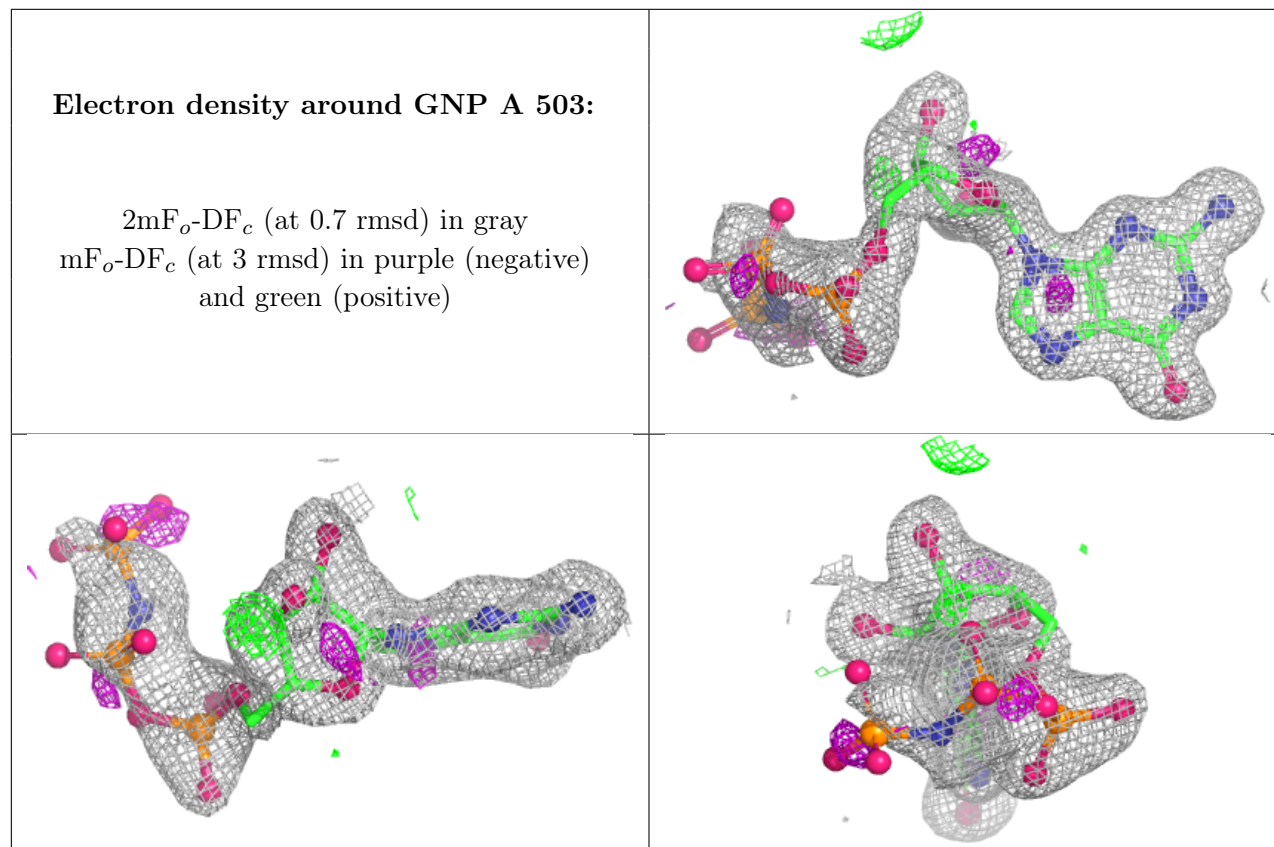 Electron density around GNP A 503:
2mFo-DFc (at 0.7 rmsd) in gray
mFo-DFc (at 3 rmsd) in purple (negative)
and green (positive)